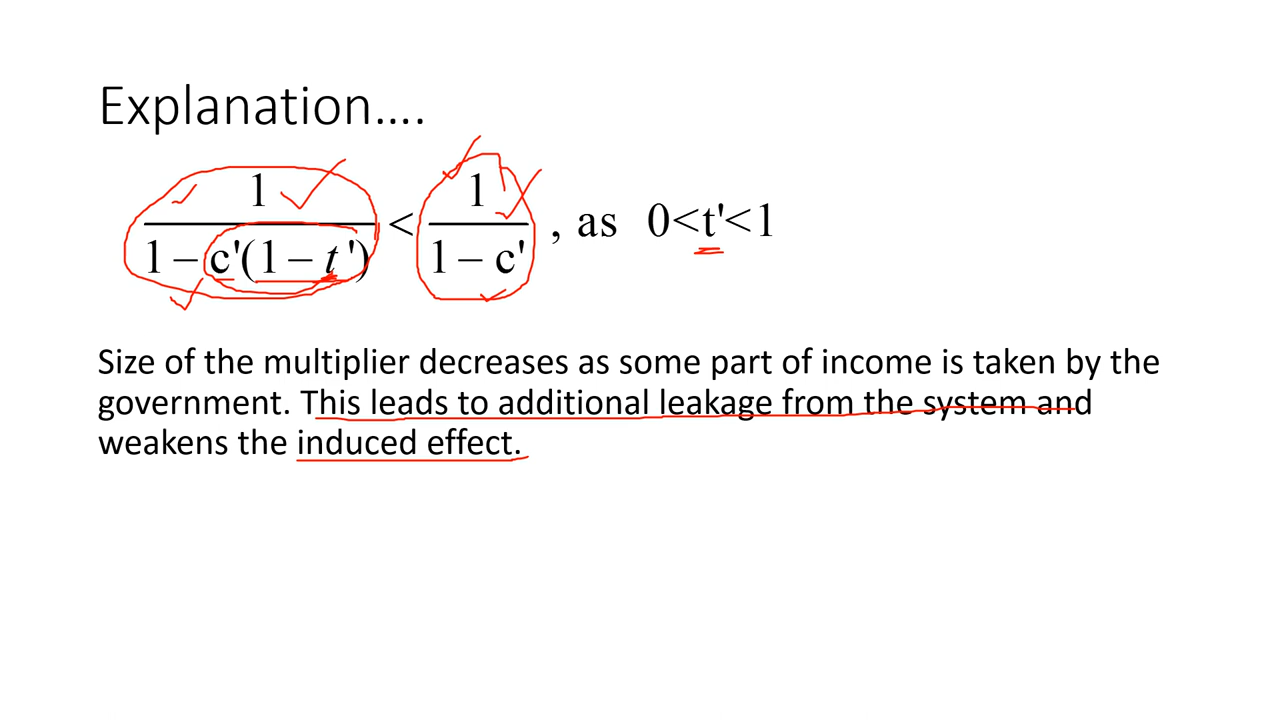 Explanation....
1/(1 – c'(1 – t')) < 1/(1 – c') , as 0<t'<1
Size of the multiplier decreases as some part of income is taken by the
government. This leads to additional leakage from the system and
weakens the induced effect.